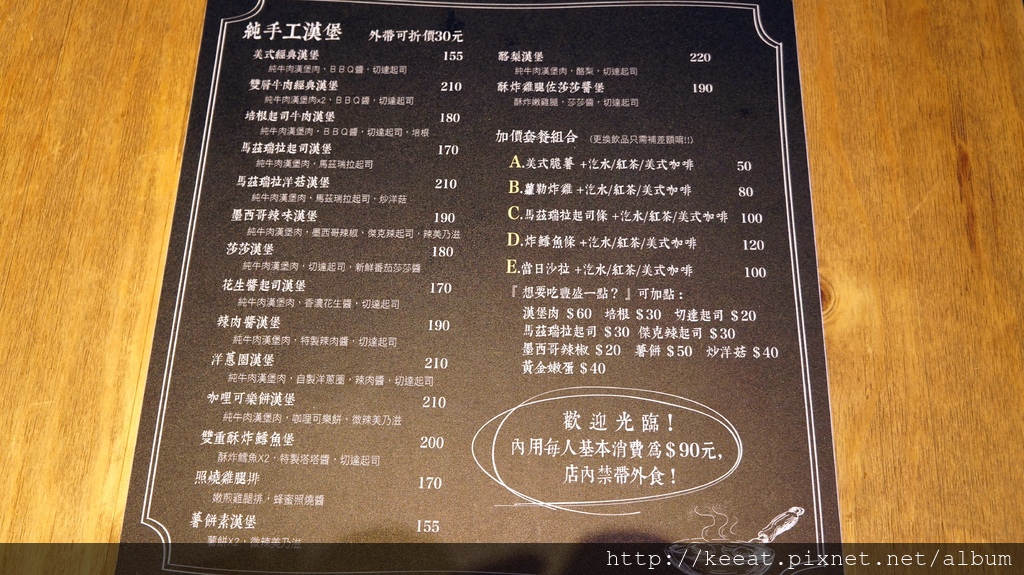 純手工漢堡 外帶可折價30元
美式經典漢堡 155
純牛肉漢堡肉，BBQ醬，切達起司
雙層牛肉經典漢堡 210
純牛肉漢堡肉x2，BBQ醬，切達起司
培根起司牛肉漢堡 180
純牛肉漢堡肉，BBQ醬，切達起司，培根
馬茲瑞拉起司漢堡 170
純牛肉漢堡肉，馬茲瑞拉起司
馬茲瑞拉洋菇漢堡 210
純牛肉漢堡肉，馬茲瑞拉起司，炒洋菇
墨西哥辣味漢堡 190
純牛肉漢堡肉，墨西哥辣椒，傑克辣起司，辣美乃滋
莎莎漢堡 180
純牛肉漢堡肉，切達起司，新鮮番茄莎莎醬
花生醬起司漢堡 170
純牛肉漢堡肉，香濃花生醬，切達起司
辣肉醬漢堡 190
純牛肉漢堡肉，特製辣肉醬，切達起司
洋蔥圈漢堡 210
純牛肉漢堡肉，自製洋蔥圈，辣肉醬，切達起司
咖哩可樂餅漢堡 210
純牛肉漢堡肉，咖哩可樂餅，微辣美乃滋
雙重酥炸鱈魚堡 200
酥炸鱈魚X2，特製塔塔醬，切達起司
照燒雞腿排 170
嫩煎雞腿排，蜂蜜照燒醬
薯餅素漢堡 155
薯餅X2，微辣美乃滋
酪梨漢堡 220
純牛肉漢堡肉，酪梨，切達起司
酥炸雞腿佐莎莎醬堡 190
酥炸嫩雞腿，莎莎醬，切達起司
加價套餐組合 (更換飲品只需補差額唷!!)
A.美式脆薯 +汽水/紅茶/美式咖啡 50
B.蘿勒炸雞 +汽水/紅茶/美式咖啡 80
C.馬茲瑞拉起司條 +汽水/紅茶/美式咖啡 100
D.炸鱈魚條 +汽水/紅茶/美式咖啡 120
E.當日沙拉 +汽水/紅茶/美式咖啡 100
『想要吃豐盛一點？』可加點：
漢堡肉 $60 培根 $30 切達起司 $20
馬茲瑞拉起司 $30 傑克辣起司 $30
墨西哥辣椒 $20 薯餅 $50 炒洋菇 $40
黃金嫩蛋 $40
歡迎光臨！
內用每人基本消費為$90元，
店內禁帶外食！
http://keeat.pixnet.net/album